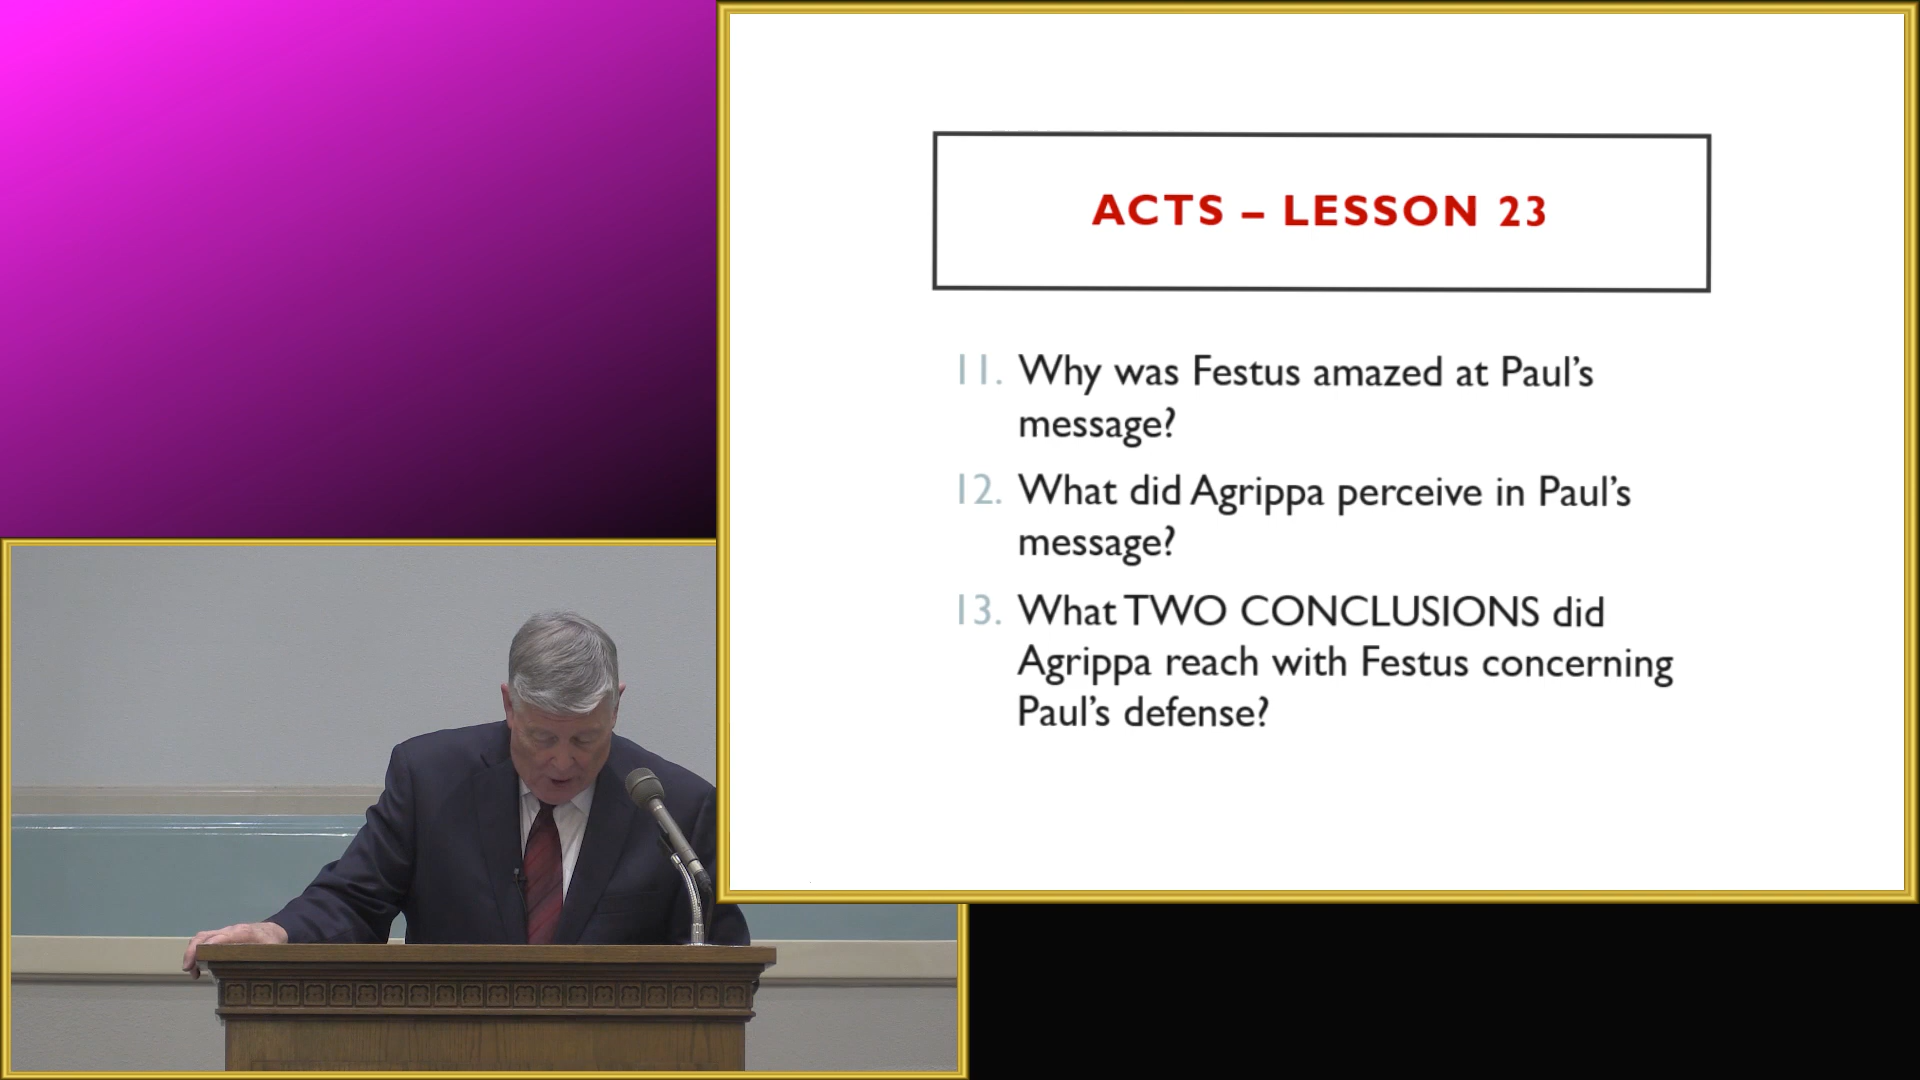 ACTS – LESSON 23
11. Why was Festus amazed at Paul’s
message?
12. What did Agrippa perceive in Paul’s
message?
13. What TWO CONCLUSIONS did
Agrippa reach with Festus concerning
Paul’s defense?